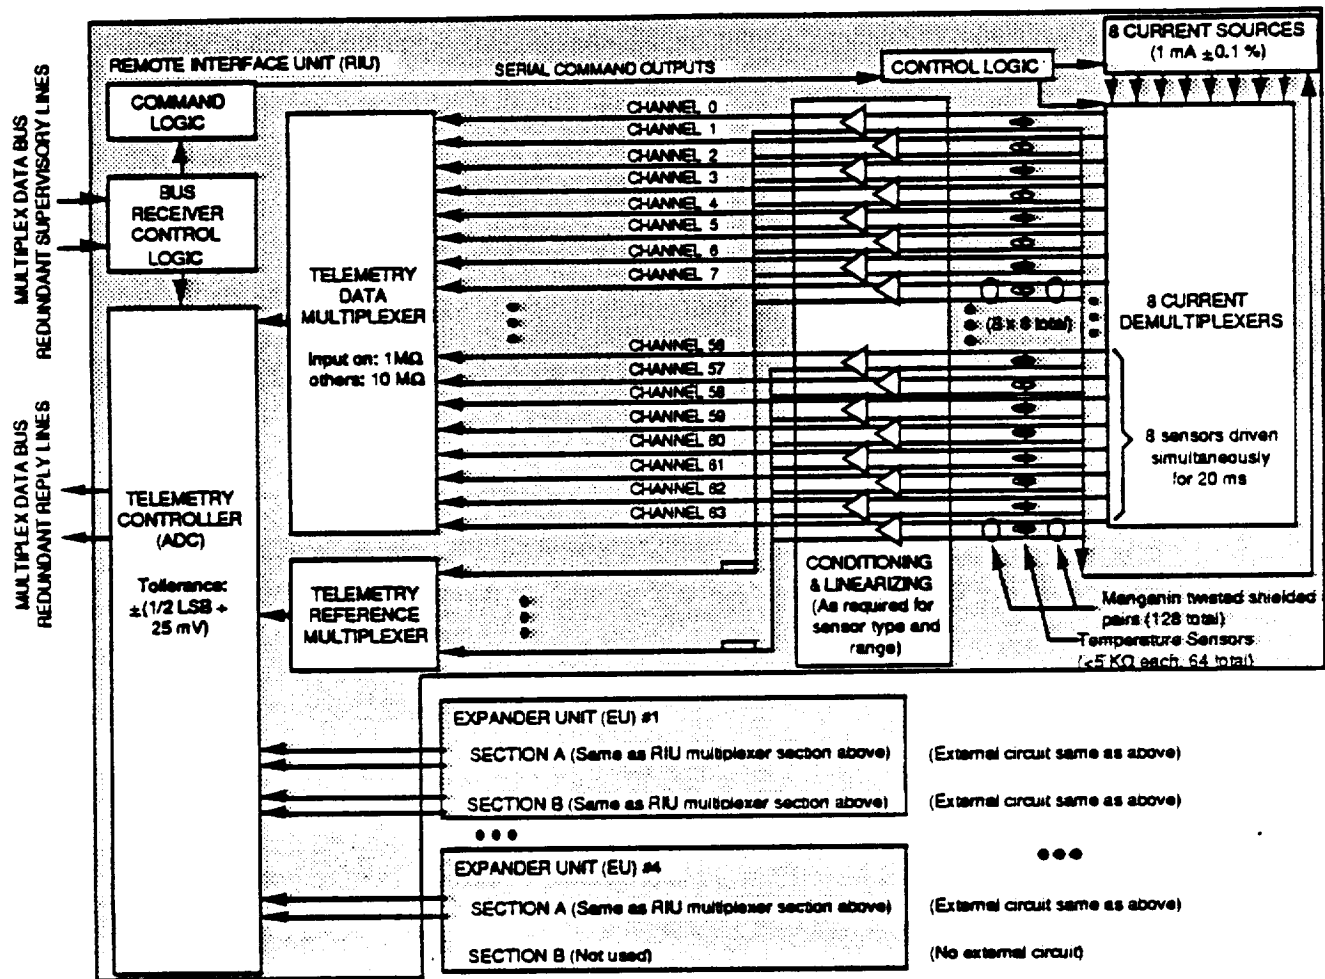 8 CURRENT SOURCES
(1 mA ±0.1 %)
REMOTE INTERFACE UNIT (RIU)
SERIAL COMMAND OUTPUTS
CONTROL LOGIC
COMMAND
LOGIC
MULTIPLEX DATA BUS
REDUNDANT SUPERVISORY LINES
BUS
RECEIVER
CONTROL
LOGIC
CHANNEL 0
CHANNEL 1
CHANNEL 2
CHANNEL 3
CHANNEL 4
CHANNEL 5
CHANNEL 6
CHANNEL 7
TELEMETRY
DATA
MULTIPLEXER
Input on: 1MΩ
others: 10 MΩ
(8 x 8 total)
8 CURRENT
DEMULTIPLEXERS
CHANNEL 56
CHANNEL 57
CHANNEL 58
CHANNEL 59
CHANNEL 60
CHANNEL 61
CHANNEL 62
CHANNEL 63
8 sensors driven
simultaneously
for 20 ms
MULTIPLEX DATA BUS
REDUNDANT REPLY LINES
TELEMETRY
CONTROLLER
(ADC)
Tollerance:
±(1/2 LSB +
25 mV)
TELEMETRY
REFERENCE
MULTIPLEXER
CONDITIONING
& LINEARIZING
(As required for
sensor type and
range)
Manganin twisted shielded
pairs (128 total)
Temperature Sensors
(<5 KΩ each, 64 total)
EXPANDER UNIT (EU) #1
SECTION A (Same as RIU multiplexer section above)
(External circuit same as above)
SECTION B (Same as RIU multiplexer section above)
(External circuit same as above)
EXPANDER UNIT (EU) #4
SECTION A (Same as RIU multiplexer section above)
(External circuit same as above)
SECTION B (Not used)
(No external circuit)